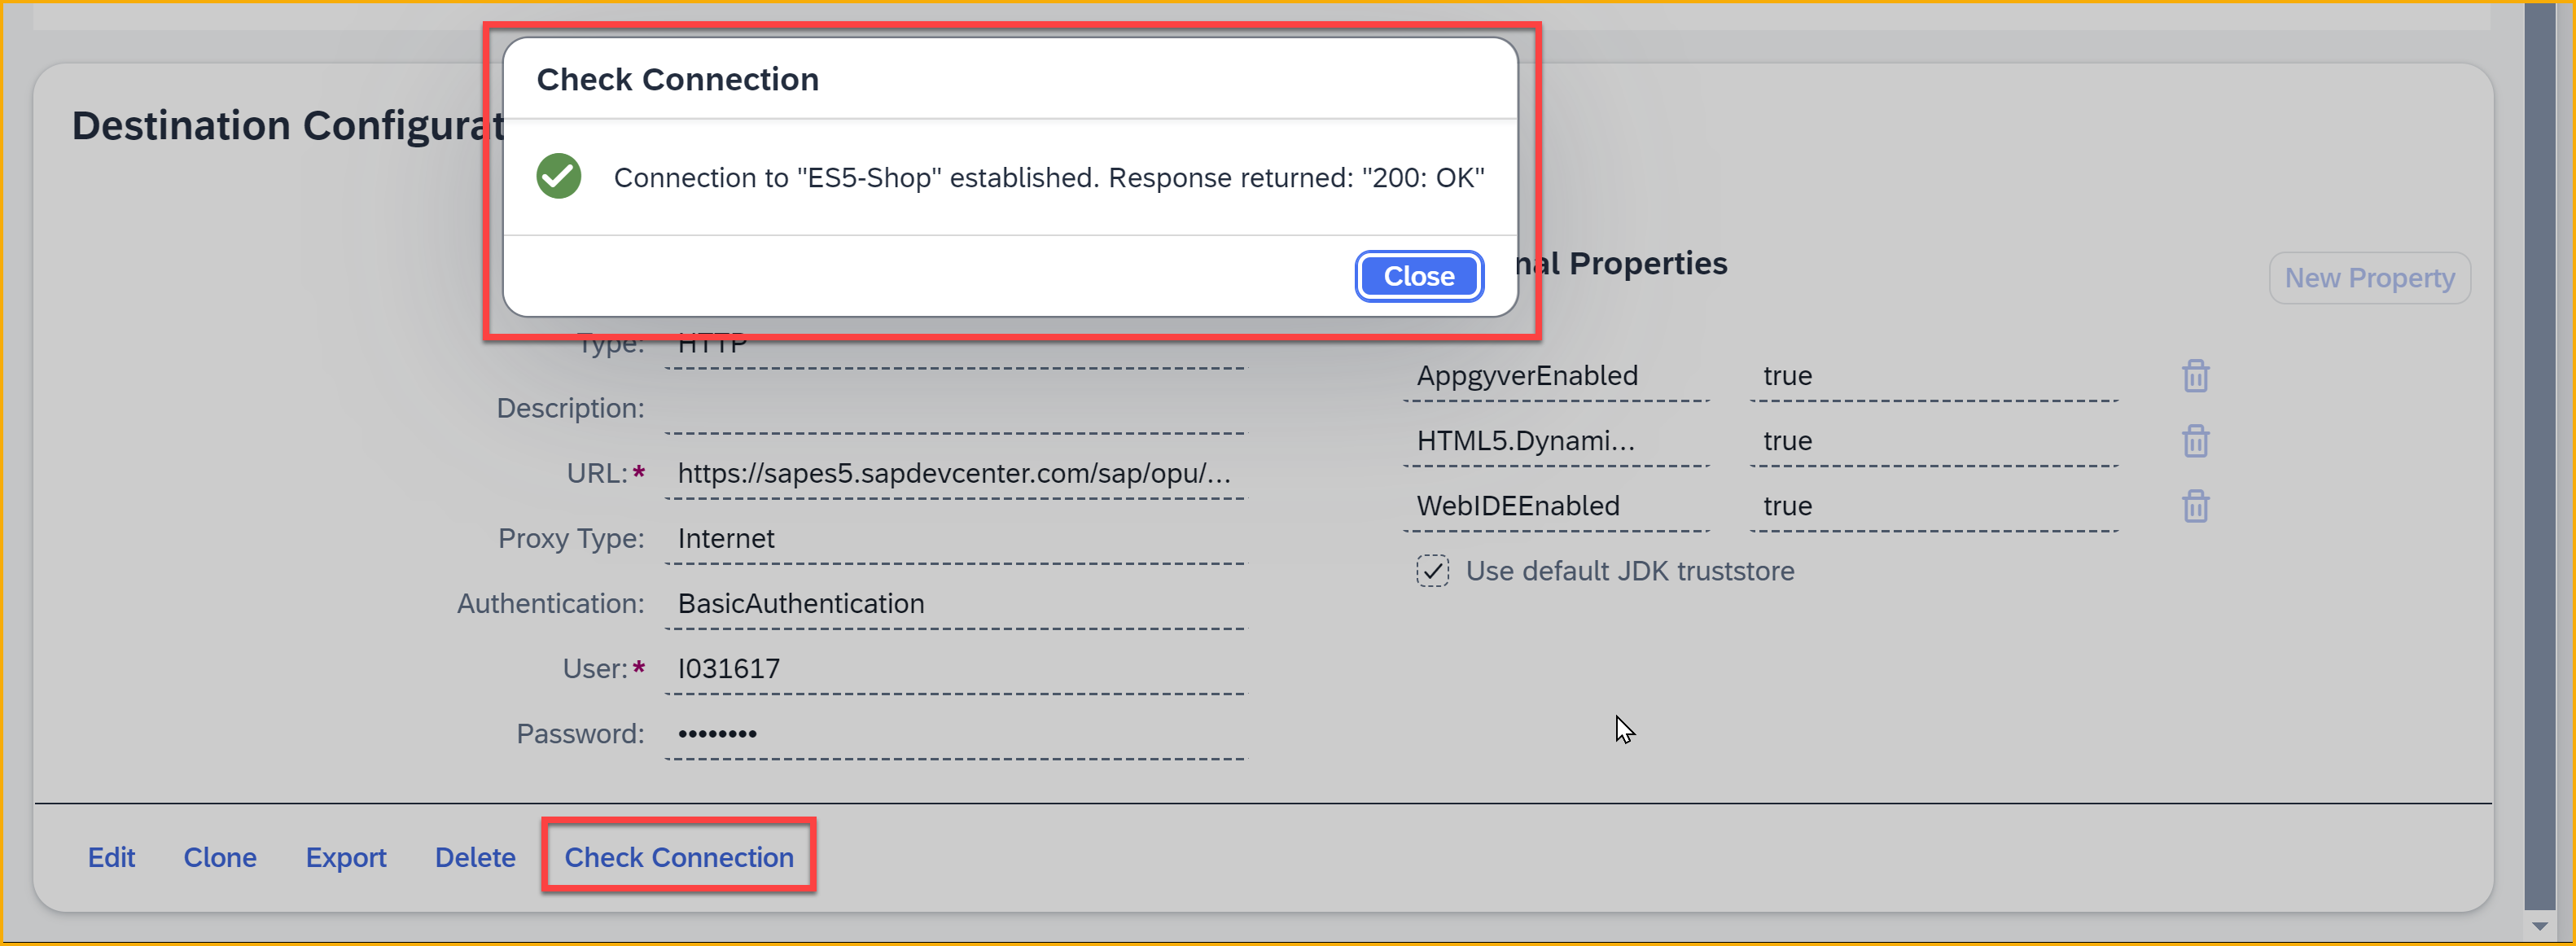 Check Connection
Destination Configurat
Connection to "ES5-Shop" established. Response returned: "200: OK"
Close
nal Properties
New Property
Type: HTTP
Description:
URL:* https://sapes5.sapdevcenter.com/sap/opu/...
Proxy Type: Internet
Authentication: BasicAuthentication
User:* I031617
Password: ••••••••
AppgyverEnabled true
HTML5.Dynami... true
WebIDEEnabled true
Use default JDK truststore
Edit Clone Export Delete Check Connection